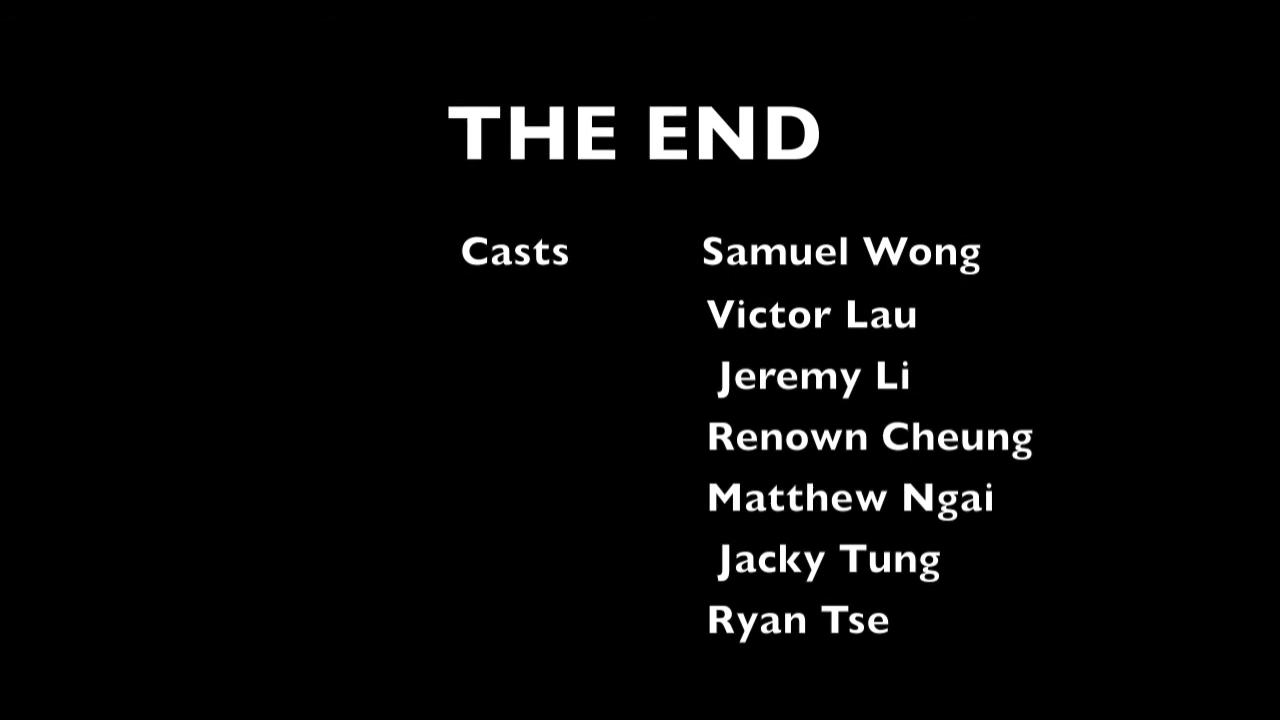 THE END
Casts Samuel Wong
Victor Lau
Jeremy Li
Renown Cheung
Matthew Ngai
Jacky Tung
Ryan Tse